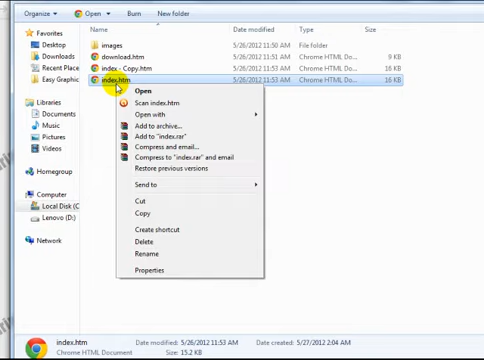 Organize Open Burn New folder
Name Date modified Type Size
Favorites
Desktop
Downloads
Recent Place
Easy Graphic
Libraries
Documents
Music
Pictures
Videos
Homegroup
Computer
Local Disk (C
Lenovo (D:)
Network
images 5/26/2012 11:50 AM File folder
download.htm 5/26/2012 11:51 AM Chrome HTML Do... 9 KB
index - Copy.htm 5/26/2012 11:53 AM Chrome HTML Do... 16 KB
index.htm 5/26/2012 11:53 AM Chrome HTML Do... 16 KB
Open
Scan index.htm
Open with
Add to archive...
Add to "index.rar"
Compress and email...
Compress to "index.rar" and email
Restore previous versions
Send to
Cut
Copy
Create shortcut
Delete
Rename
Properties
index.htm Date modified: 5/26/2012 11:53 AM Date created: 5/27/2012 2:04 AM
Chrome HTML Document Size: 15.2 KB